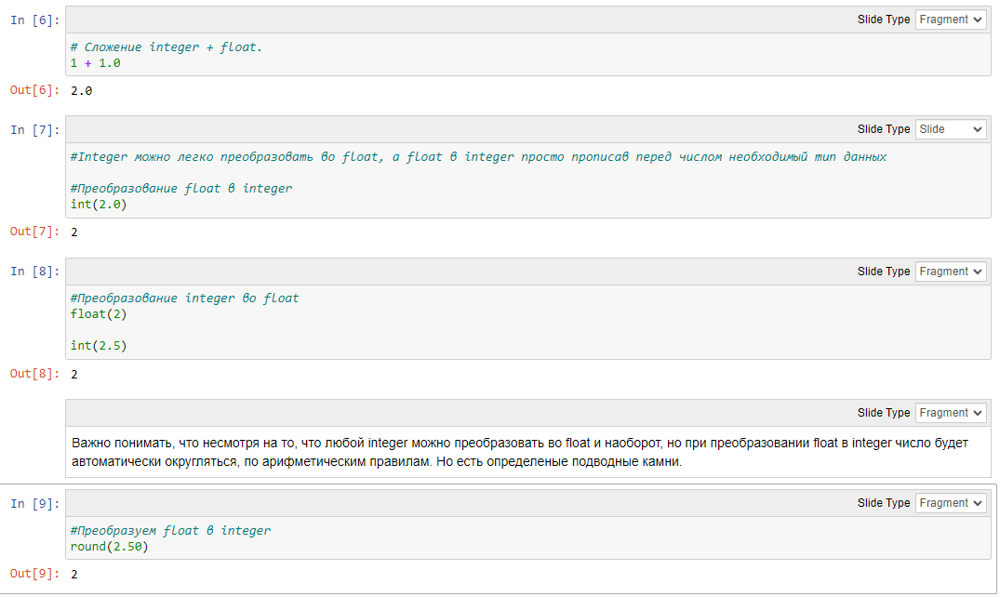 In [6]:
Slide Type Fragment
# Сложение integer + float.
1 + 1.0
Out[6]: 2.0
In [7]:
Slide Type Slide
#Integer можно легко преобразовать во float, а float в integer просто прописав перед числом необходимый тип данных
#Преобразование float в integer
int(2.0)
Out[7]: 2
In [8]:
Slide Type Fragment
#Преобразование integer во float
float(2)
int(2.5)
Out[8]: 2
Slide Type Fragment
Важно понимать, что несмотря на то, что любой integer можно преобразовать во float и наоборот, но при преобразовании float в integer число будет
автоматически округляться, по арифметическим правилам. Но есть определеные подводные камни.
In [9]:
Slide Type Fragment
#Преобразуем float в integer
round(2.50)
Out[9]: 2